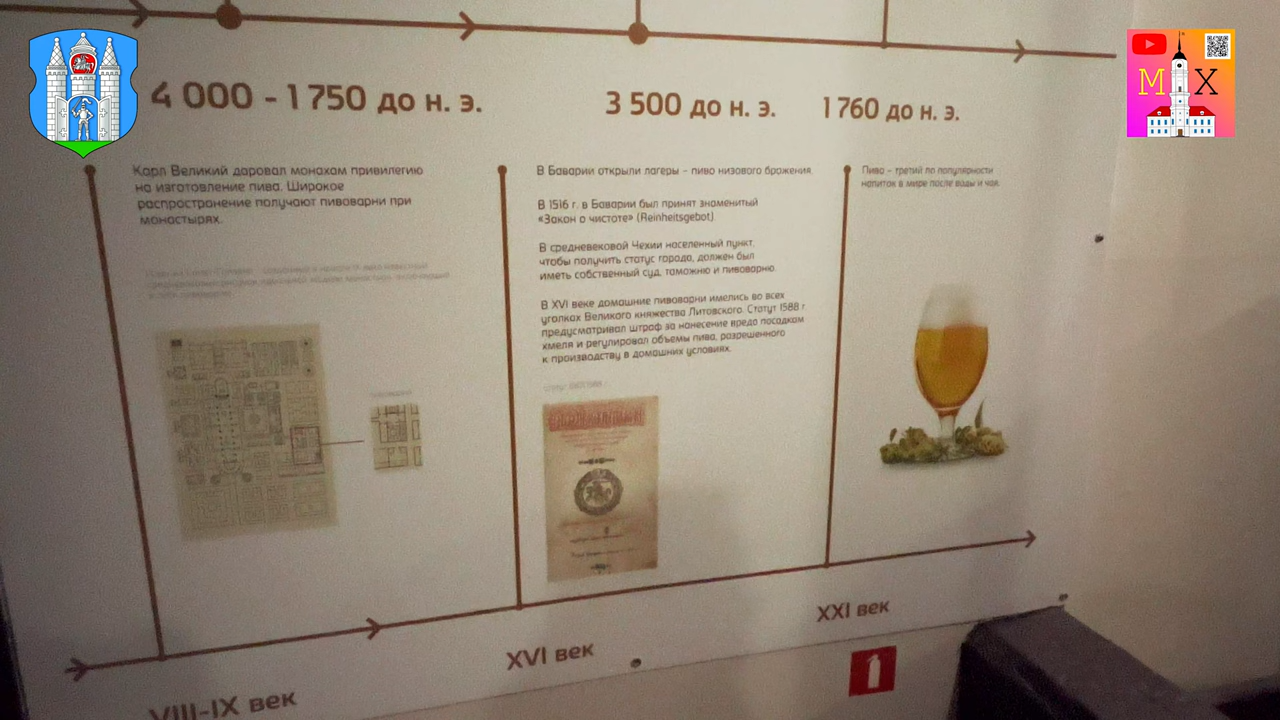 4 000 - 1 750 до н. э.
3 500 до н. э.
1 760 до н. э.
М
Х
Карл Великий даровал монахам привилегию
на изготовление пива. Широкое
распространение получают пивоварни при
монастырях.
В Баварии открыли лагеры - пиво низового брожения.
В 1516 г. в Баварии был принят знаменитый
«Закон о чистоте» (Reinheitsgebot).
В средневековой Чехии населенный пункт,
чтобы получить статус города, должен был
иметь собственный суд, таможню и пивоварню.
В XVI веке домашние пивоварни имелись во всех
уголках Великого княжества Литовского. Статут 1588 г.
предусматривал штраф за нанесение вреда посадкам
хмеля и регулировал объемы пива, разрешенного
к производству в домашних условиях.
Пиво - третий по популярности
напиток в мире после воды и чая.
VIII-IX век
XVI век
XXI век